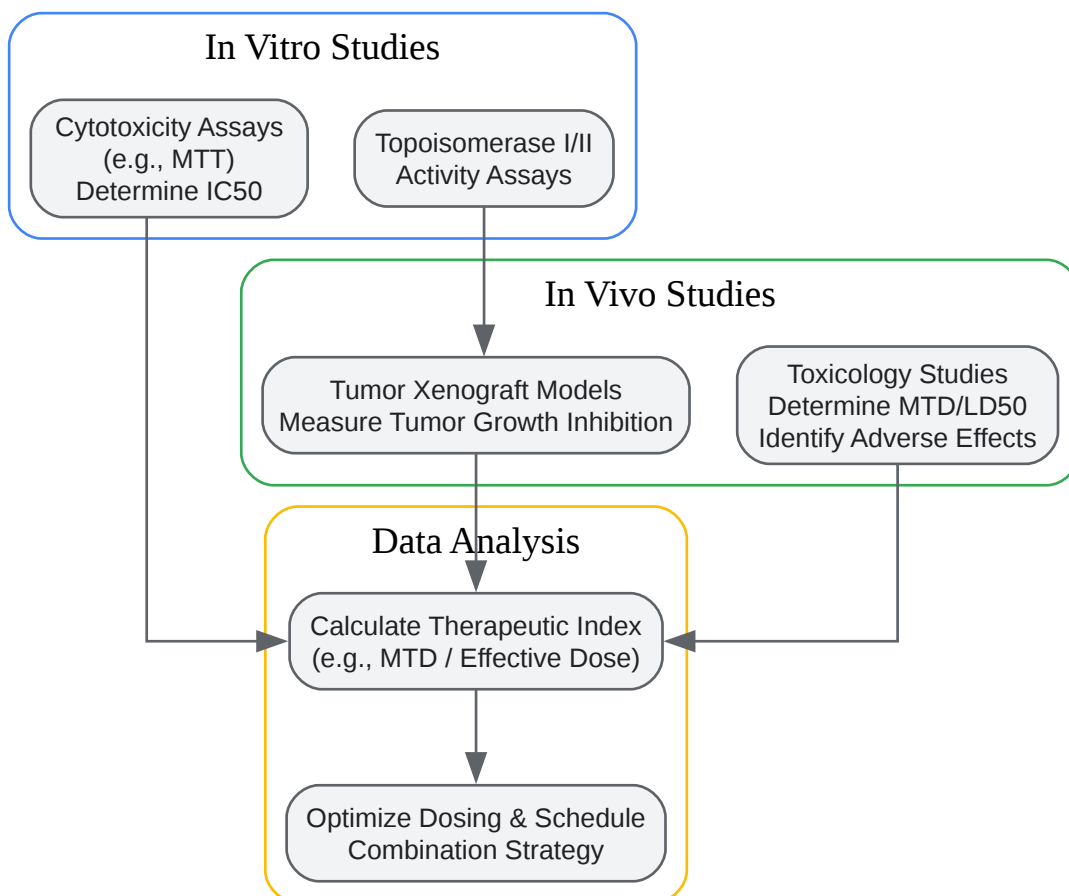 In Vitro Studies
Cytotoxicity Assays
(e.g., MTT)
Determine IC50
Topoisomerase I/II
Activity Assays
In Vivo Studies
Tumor Xenograft Models
Measure Tumor Growth Inhibition
Toxicology Studies
Determine MTD/LD50
Identify Adverse Effects
Data Analysis
Calculate Therapeutic Index
(e.g., MTD / Effective Dose)
Optimize Dosing & Schedule
Combination Strategy